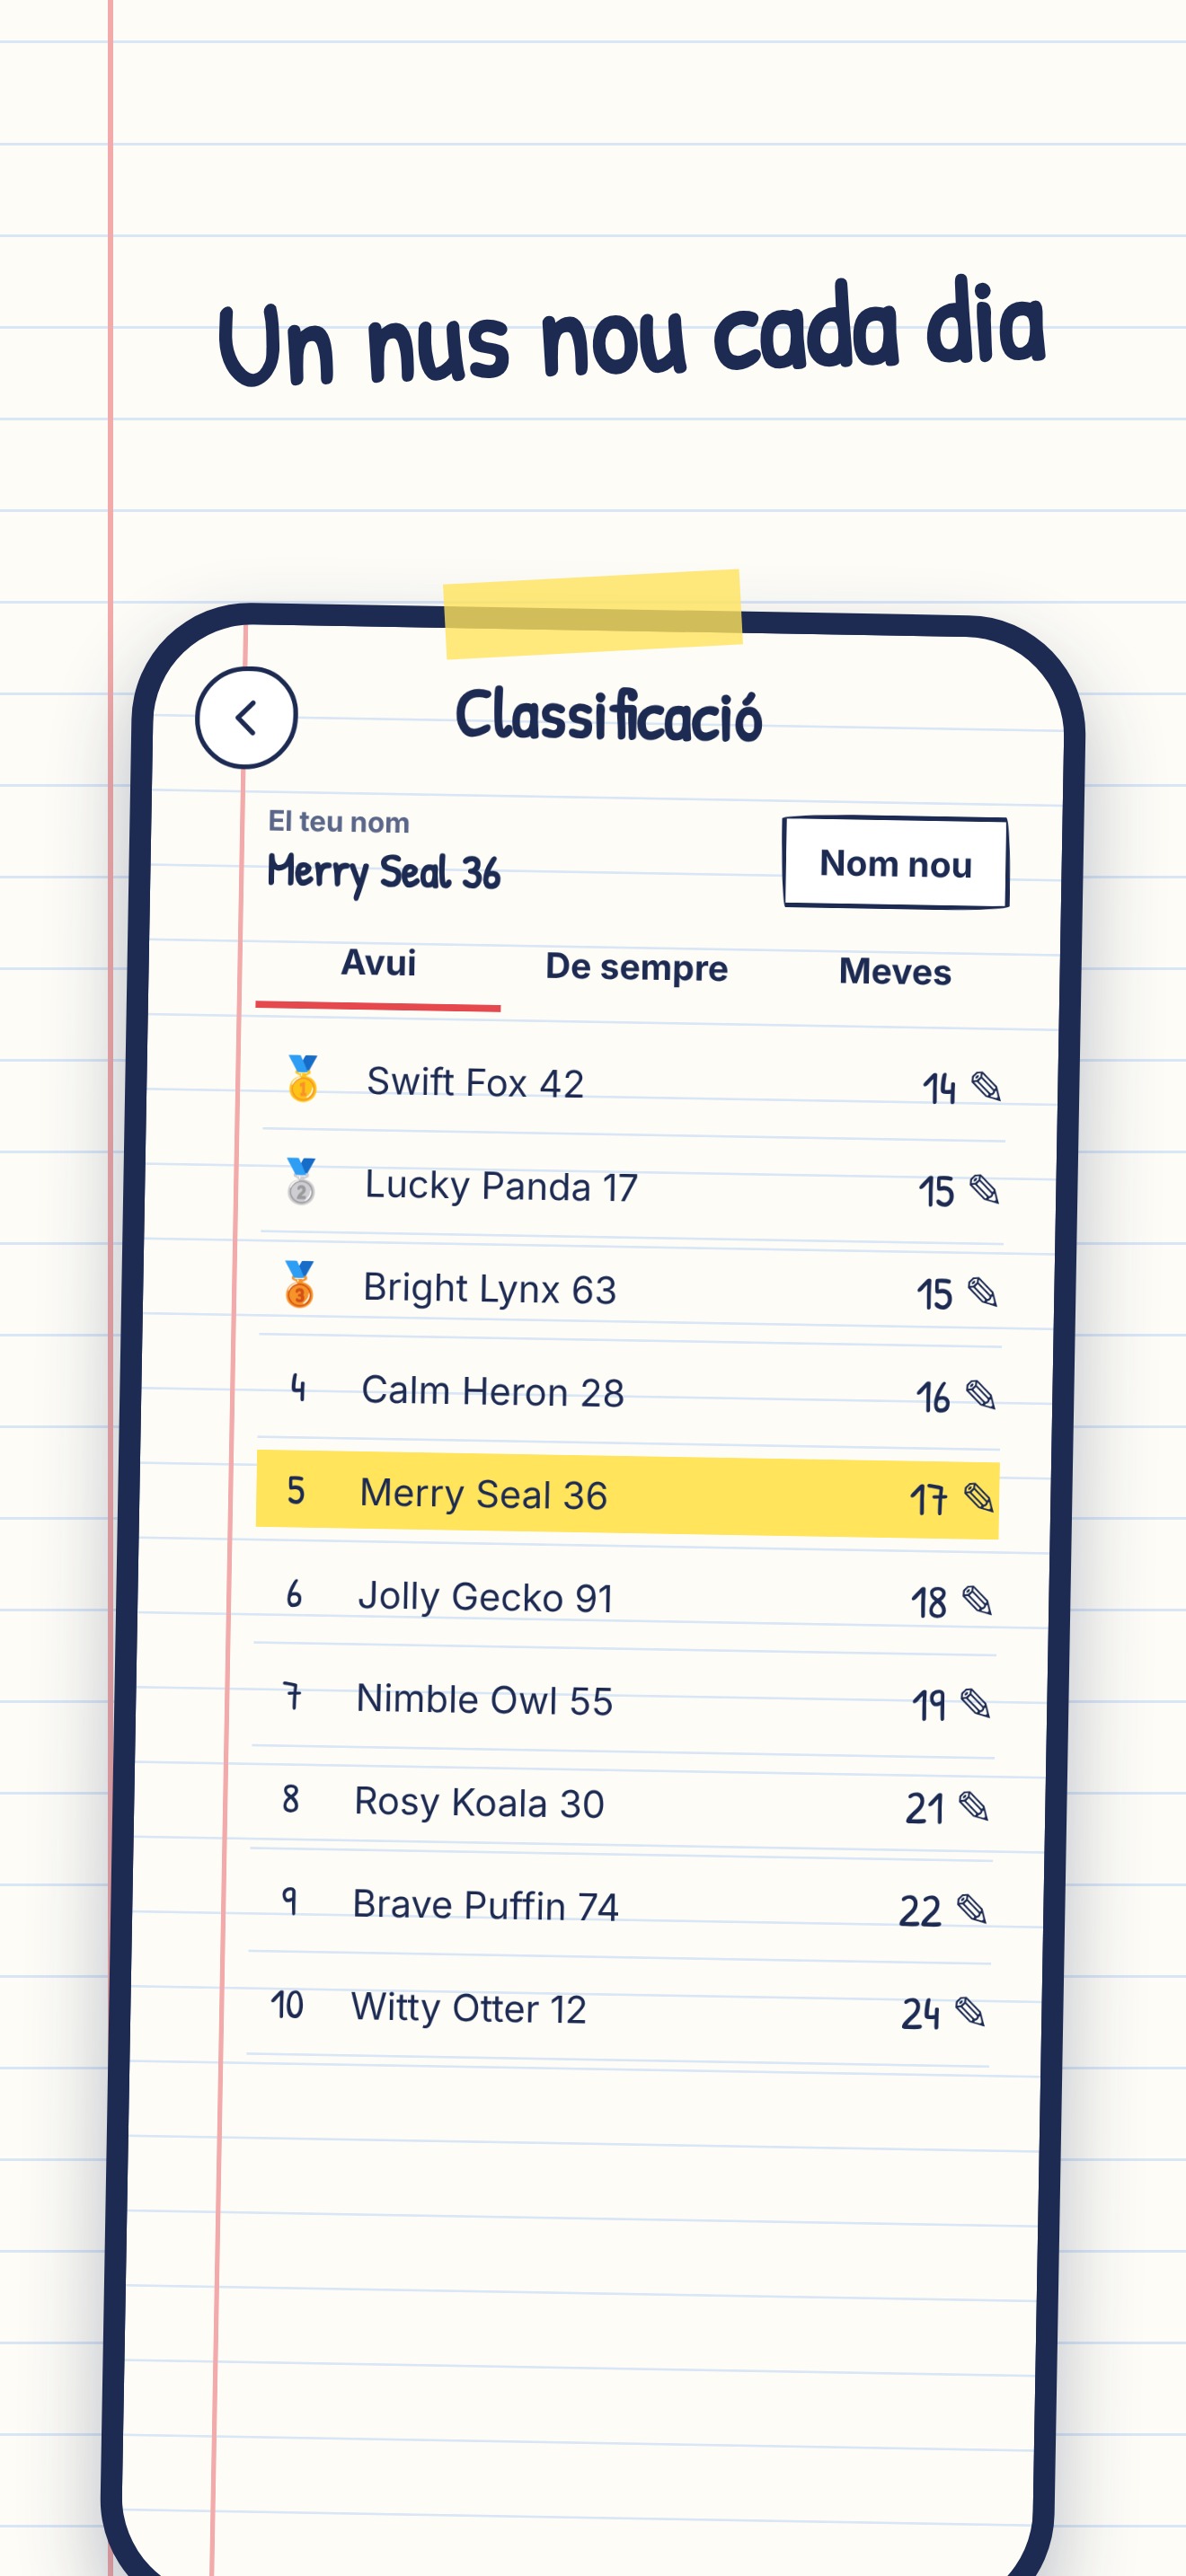 Un nus nou cada dia
Classificació
El teu nom
Merry Seal 36
Nom nou
Avui De sempre Meves
🥇 Swift Fox 42 14 ✎
🥈 Lucky Panda 17 15 ✎
🥉 Bright Lynx 63 15 ✎
4 Calm Heron 28 16 ✎
5 Merry Seal 36 17 ✎
6 Jolly Gecko 91 18 ✎
7 Nimble Owl 55 19 ✎
8 Rosy Koala 30 21 ✎
9 Brave Puffin 74 22 ✎
10 Witty Otter 12 24 ✎